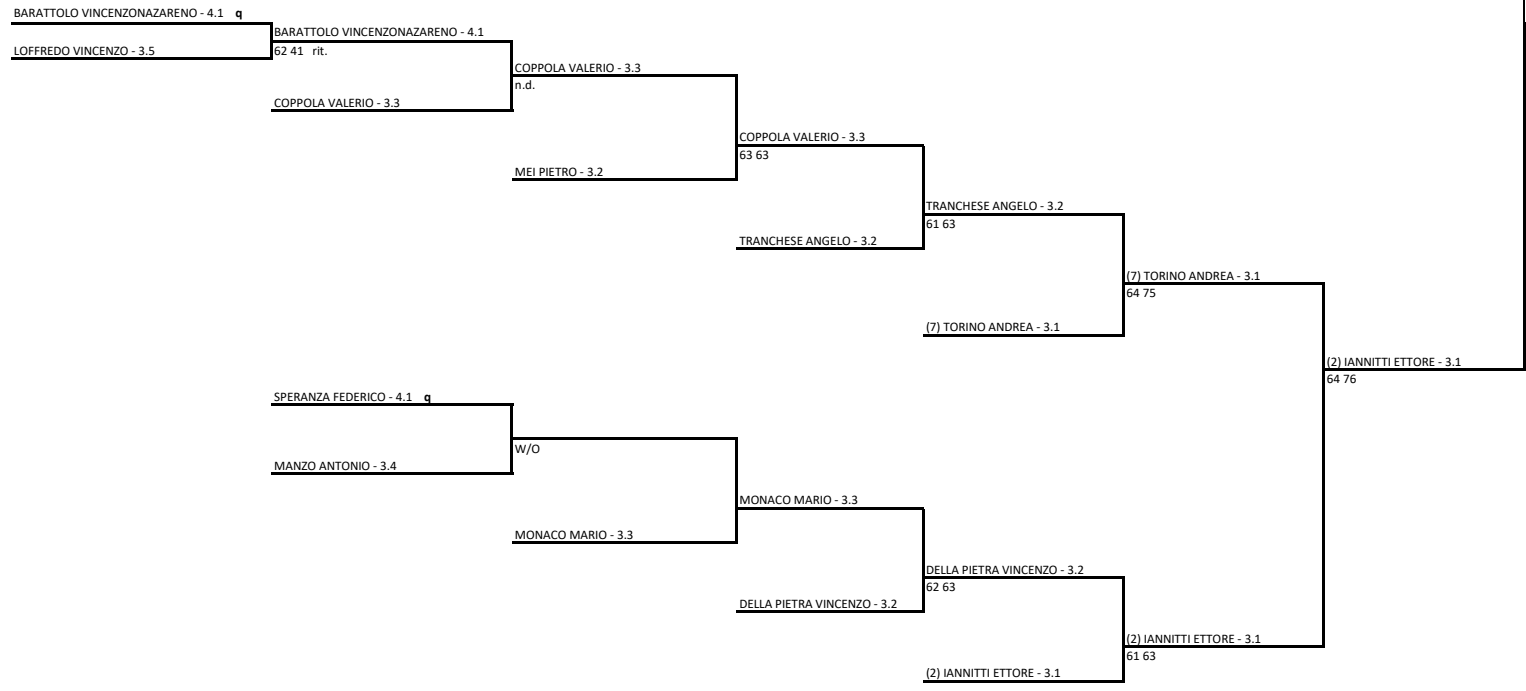 BARATTOLO VINCENZONAZARENO - 4.1 q
BARATTOLO VINCENZONAZARENO - 4.1
LOFFREDO VINCENZO - 3.5
62 41 rit.
COPPOLA VALERIO - 3.3
n.d.
COPPOLA VALERIO - 3.3
COPPOLA VALERIO - 3.3
63 63
MEI PIETRO - 3.2
TRANCHESE ANGELO - 3.2
61 63
TRANCHESE ANGELO - 3.2
(7) TORINO ANDREA - 3.1
64 75
(7) TORINO ANDREA - 3.1
(2) IANNITTI ETTORE - 3.1
64 76
SPERANZA FEDERICO - 4.1 q
W/O
MANZO ANTONIO - 3.4
MONACO MARIO - 3.3
MONACO MARIO - 3.3
DELLA PIETRA VINCENZO - 3.2
62 63
DELLA PIETRA VINCENZO - 3.2
(2) IANNITTI ETTORE - 3.1
61 63
(2) IANNITTI ETTORE - 3.1